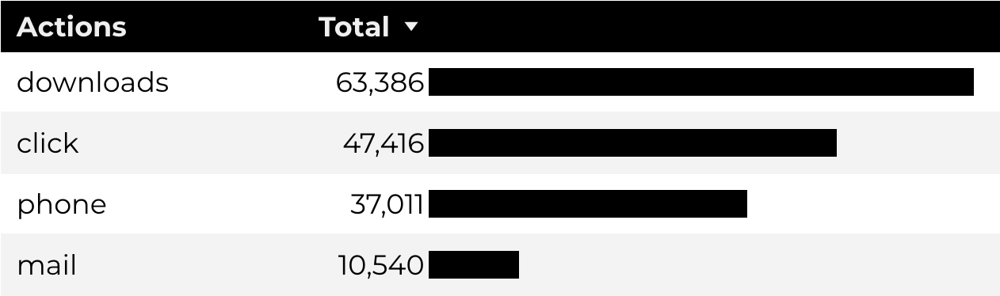 Actions Total ▼
downloads 63,386
click 47,416
phone 37,011
mail 10,540